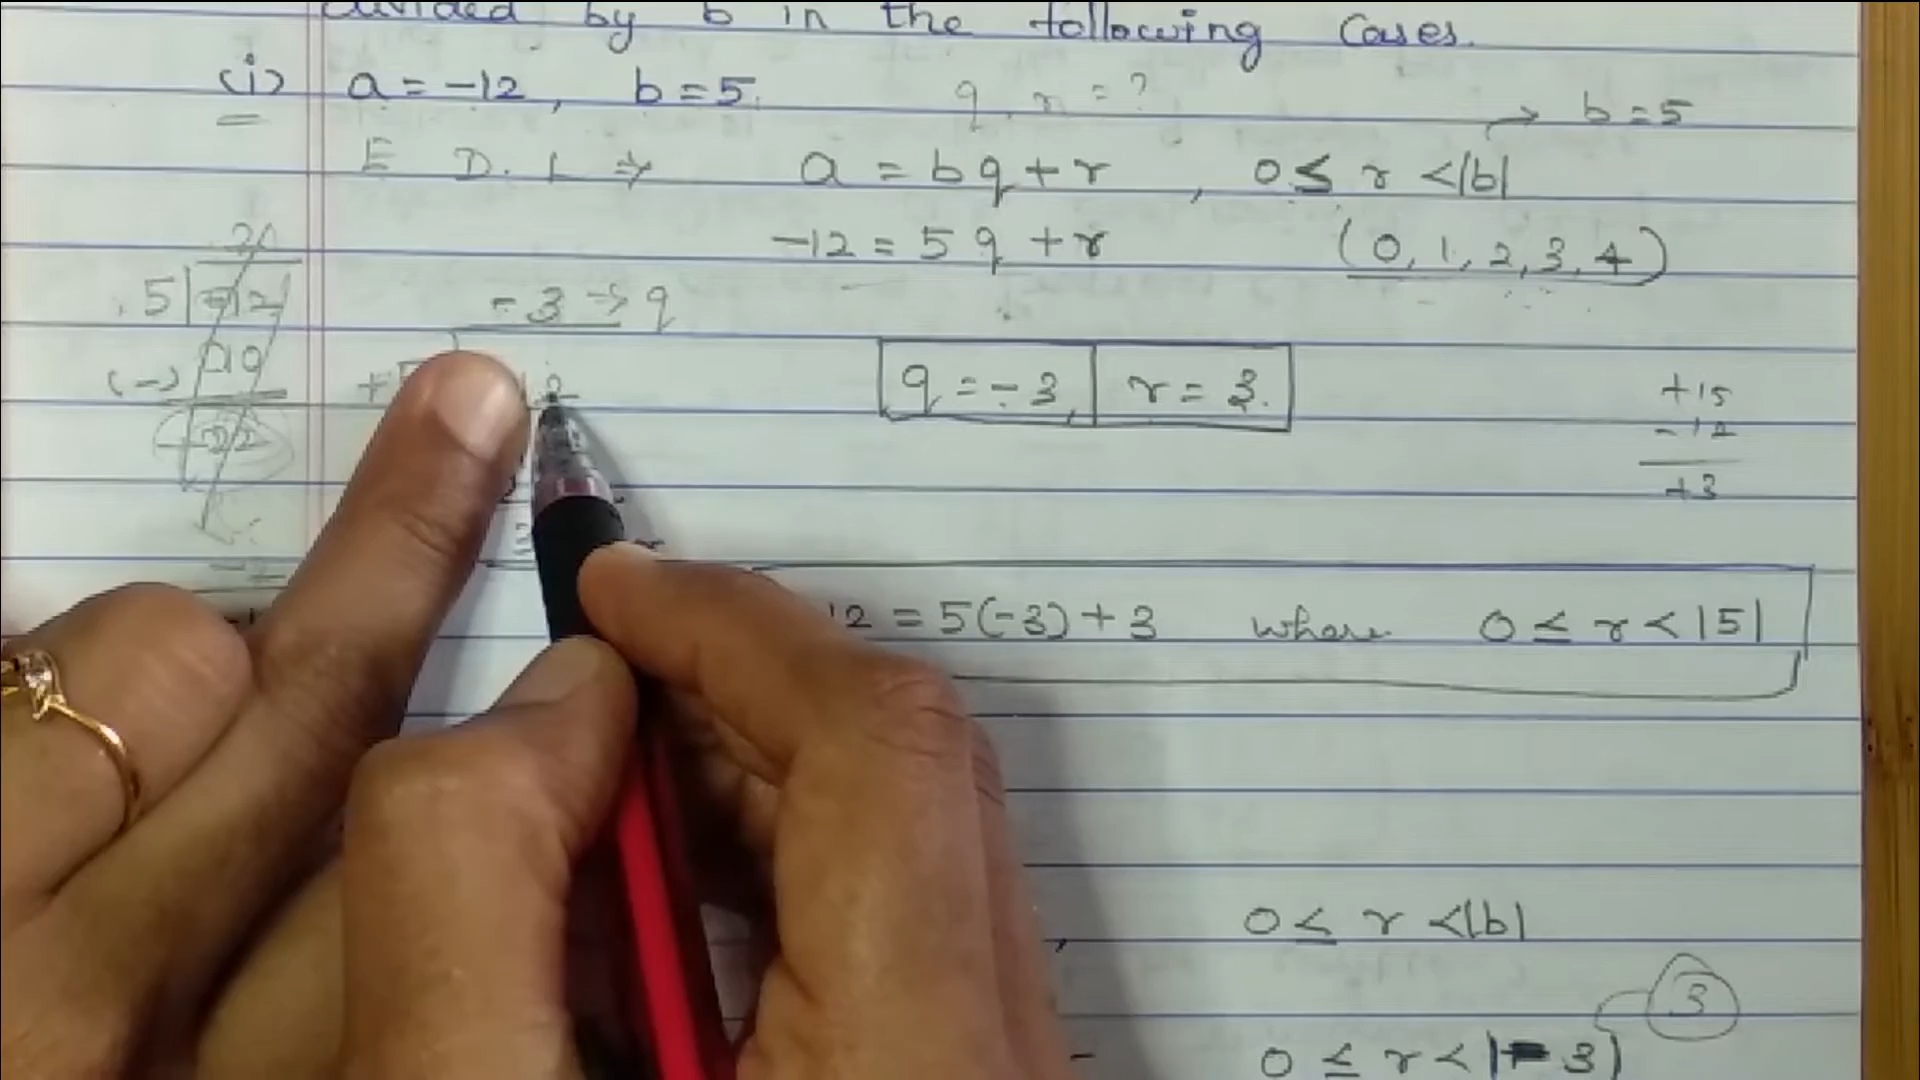 divided by b in the following Cases.
(i) a = -12, b = 5. q, r = ?
→ b = 5
E D. L ⇒ a = bq + r , 0 ≤ r < |b|
-12 = 5q + r (0, 1, 2, 3, 4)
5
-3 → q
q = -3, r = 3.
+15
-12
+3
(-)
12 = 5(-3) + 3 where 0 ≤ r < |5|
, 0 ≤ r < |b|
3
0 ≤ r < |-3|